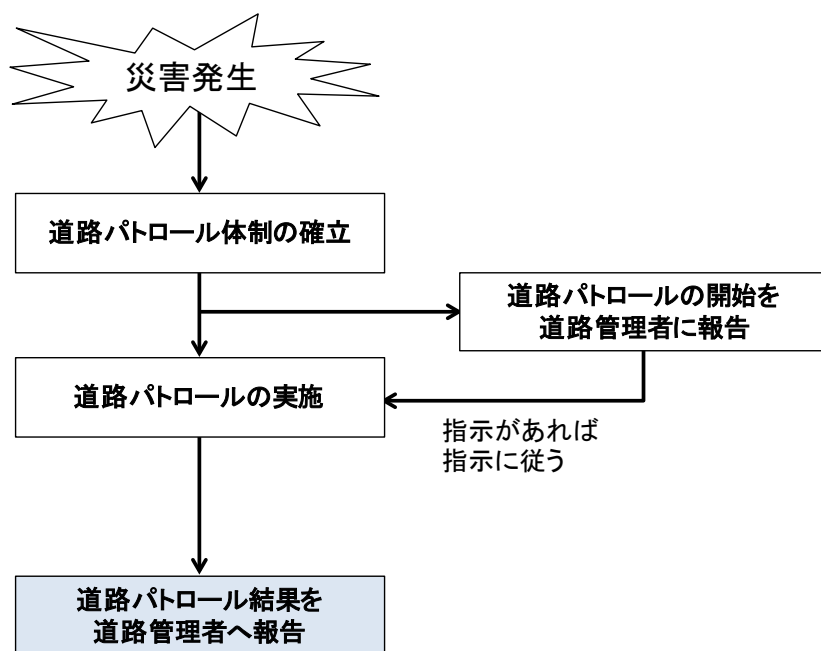 災害発生
道路パトロール体制の確立
道路パトロールの開始を
道路管理者に報告
道路パトロールの実施
指示があれば
指示に従う
道路パトロール結果を
道路管理者へ報告